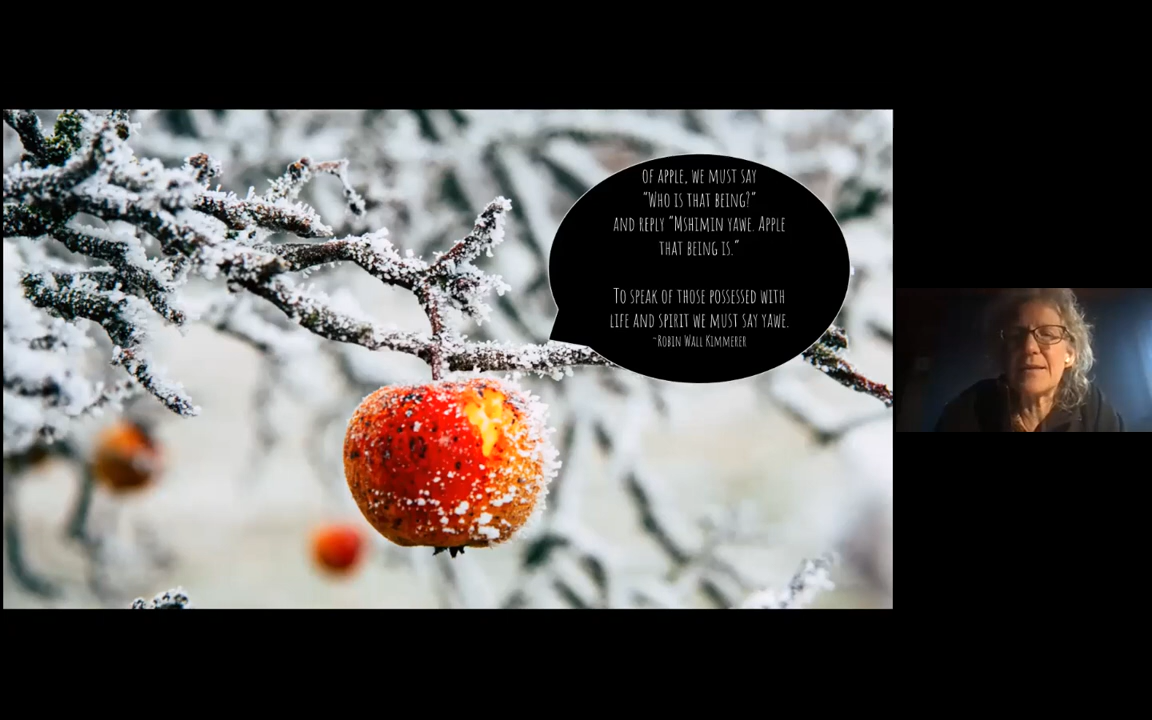 OF APPLE, WE MUST SAY
"WHO IS THAT BEING?"
AND REPLY "MSHIMIN YAWE. APPLE
THAT BEING IS."
TO SPEAK OF THOSE POSSESSED WITH
LIFE AND SPIRIT WE MUST SAY YAWE.
~ROBIN WALL KIMMERER